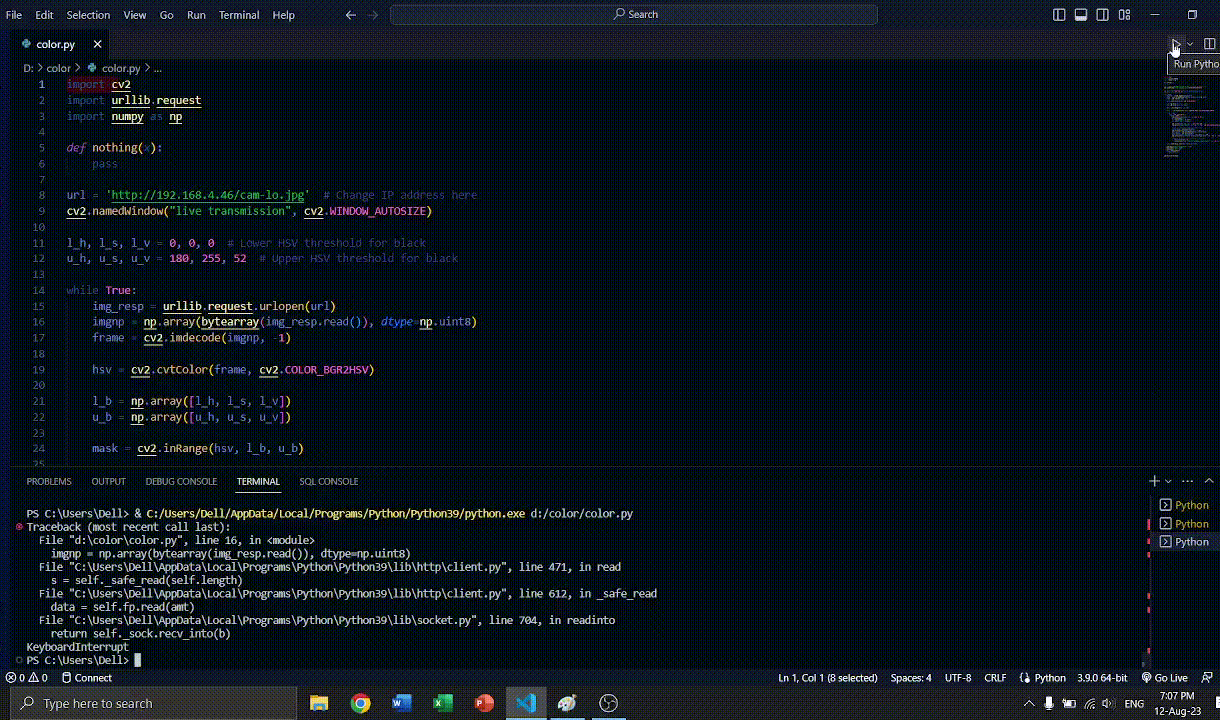 File Edit Selection View Go Run Terminal Help Search
color.py
D: > color > color.py > ...
Run Pytho
1 import cv2
2 import urllib.request
3 import numpy as np
4
5 def nothing(x):
6 pass
7
8 url = 'http://192.168.4.46/cam-lo.jpg' # Change IP address here
9 cv2.namedWindow("live transmission", cv2.WINDOW_AUTOSIZE)
10
11 l_h, l_s, l_v = 0, 0, 0 # Lower HSV threshold for black
12 u_h, u_s, u_v = 180, 255, 52 # Upper HSV threshold for black
13
14 while True:
15 img_resp = urllib.request.urlopen(url)
16 imgnp = np.array(bytearray(img_resp.read()), dtype=np.uint8)
17 frame = cv2.imdecode(imgnp, -1)
18
19 hsv = cv2.cvtColor(frame, cv2.COLOR_BGR2HSV)
20
21 l_b = np.array([l_h, l_s, l_v])
22 u_b = np.array([u_h, u_s, u_v])
23
24 mask = cv2.inRange(hsv, l_b, u_b)
25
PROBLEMS OUTPUT DEBUG CONSOLE TERMINAL SQL CONSOLE
Python
Python
Python
PS C:\Users\Dell> & C:/Users/Dell/AppData/Local/Programs/Python/Python39/python.exe d:/color/color.py
Traceback (most recent call last):
File "d:\color\color.py", line 16, in <module>
imgnp = np.array(bytearray(img_resp.read()), dtype=np.uint8)
File "C:\Users\Dell\AppData\Local\Programs\Python\Python39\lib\http\client.py", line 471, in read
s = self._safe_read(self.length)
File "C:\Users\Dell\AppData\Local\Programs\Python\Python39\lib\http\client.py", line 612, in _safe_read
data = self.fp.read(amt)
File "C:\Users\Dell\AppData\Local\Programs\Python\Python39\lib\socket.py", line 704, in readinto
return self._sock.recv_into(b)
KeyboardInterrupt
PS C:\Users\Dell>
0 0 Connect Ln 1, Col 1 (8 selected) Spaces: 4 UTF-8 CRLF Python 3.9.0 64-bit Go Live
Type here to search ENG 7:07 PM
12-Aug-23